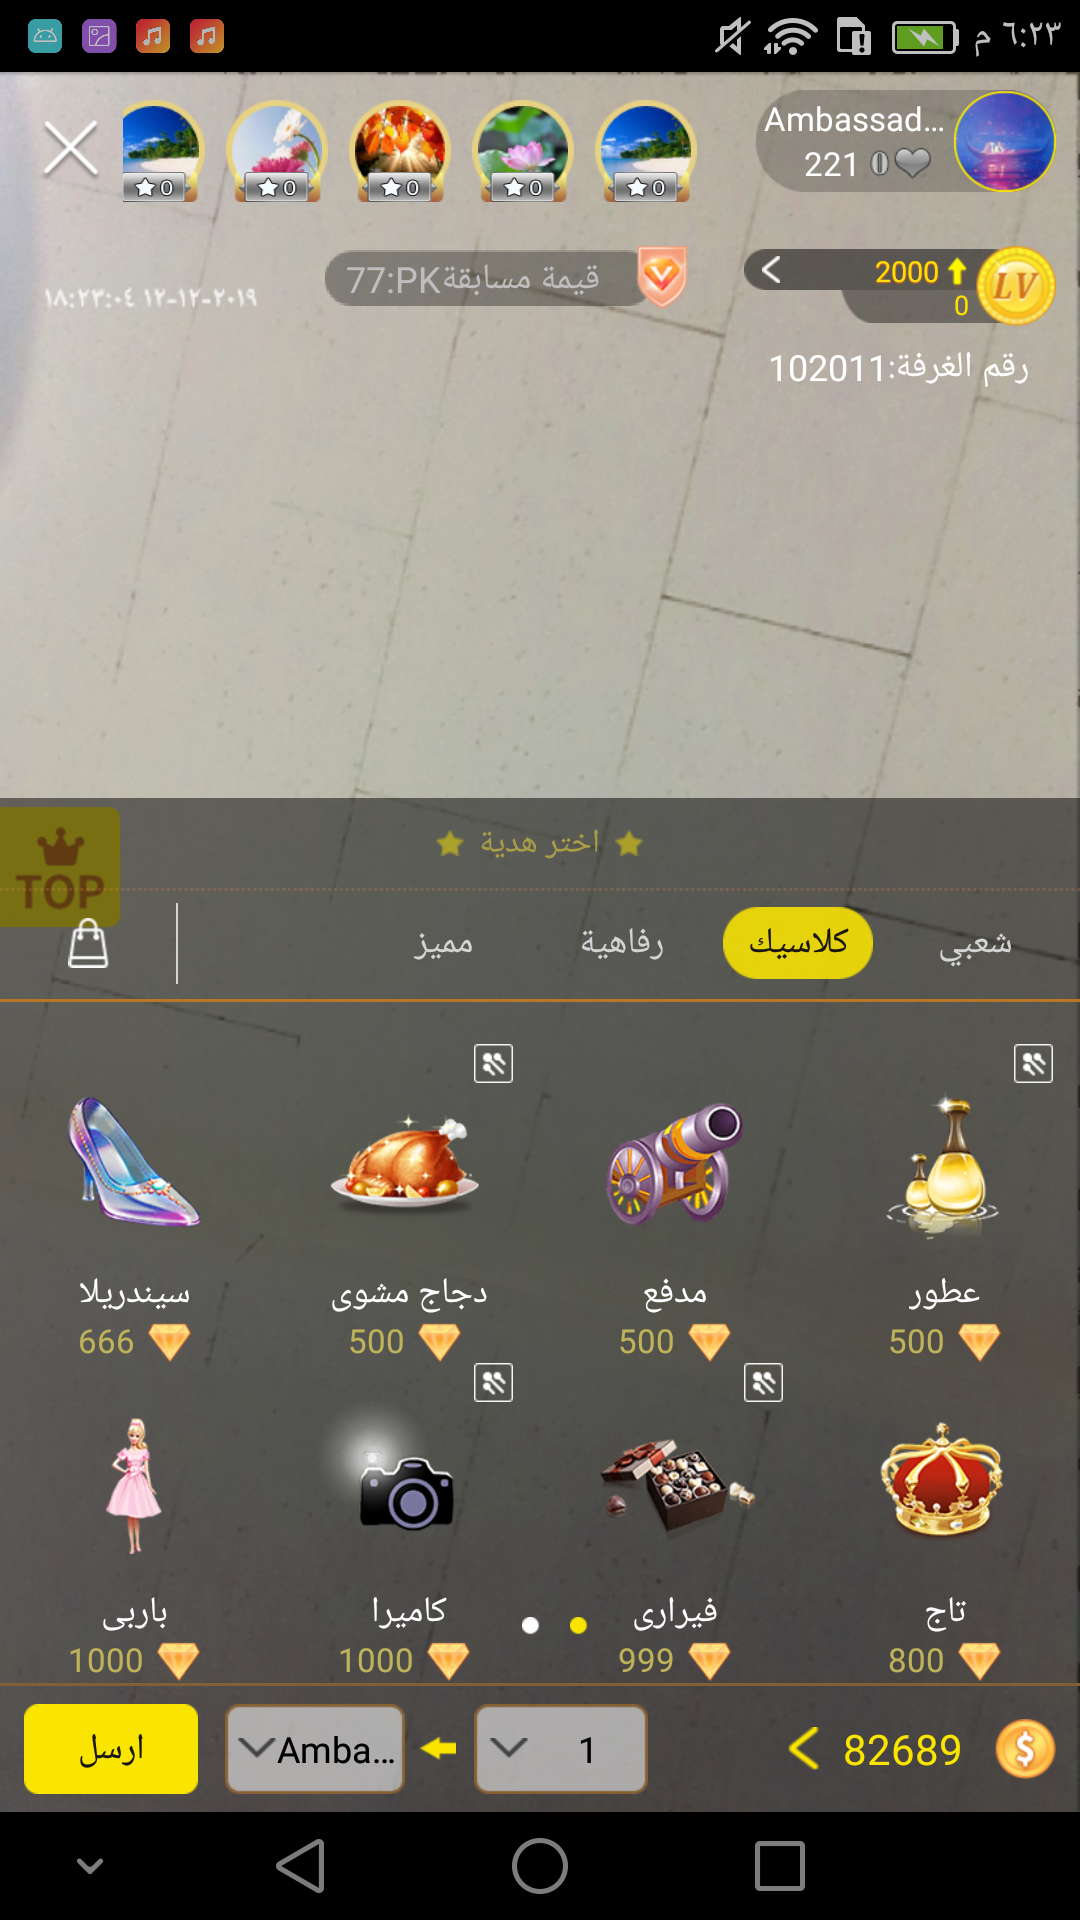 ٦:٢٣ م
Ambassad...
221 0
0
0
0
0
0
2000
0
قيمة مسابقةPK:77
٢٠١٩-١٢-١٢ ١٨:٢٣:٠٤
رقم الغرفة:102011
LV
اختر هدية
TOP
شعبي
كلاسيك
رفاهية
مميز
عطور
500
مدفع
500
دجاج مشوى
500
سيندريلا
666
تاج
800
فيرارى
999
كاميرا
1000
باربى
1000
82689
1
Amba...
ارسل